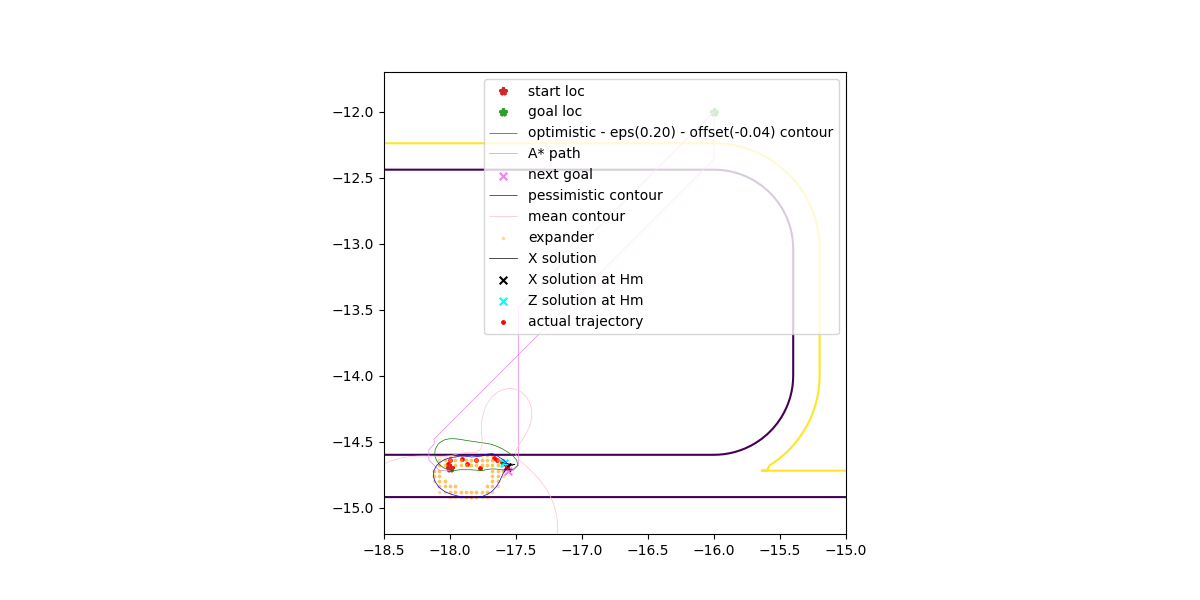 start loc
goal loc
optimistic - eps(0.20) - offset(-0.04) contour
A* path
next goal
pessimistic contour
mean contour
expander
X solution
X solution at Hm
Z solution at Hm
actual trajectory
−12.0
−12.5
−13.0
−13.5
−14.0
−14.5
−15.0
−18.5 −18.0 −17.5 −17.0 −16.5 −16.0 −15.5 −15.0